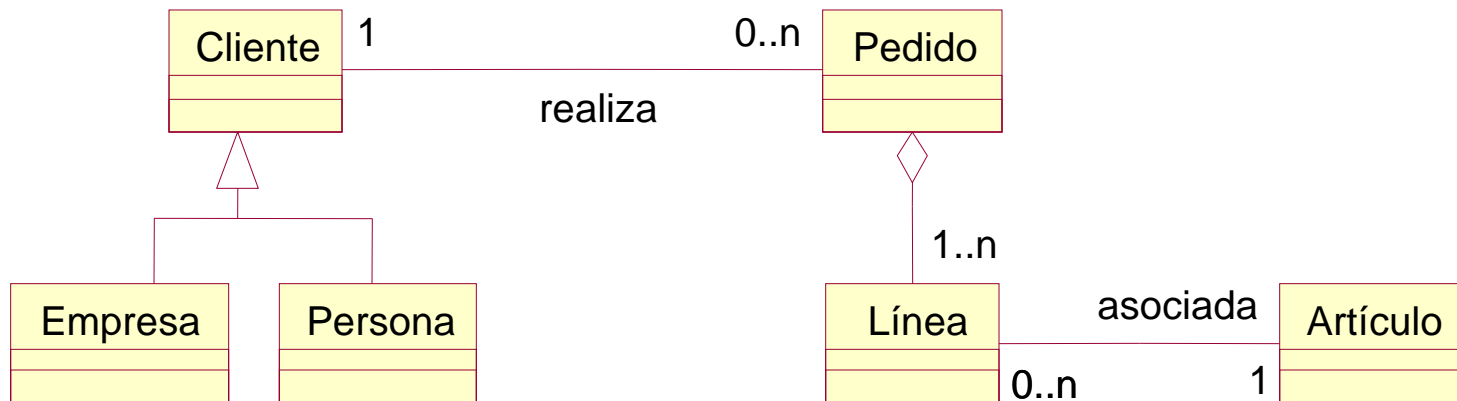 Cliente
1
0..n
Pedido
realiza
1..n
Empresa
Persona
Línea
asociada
Artículo
0..n
1